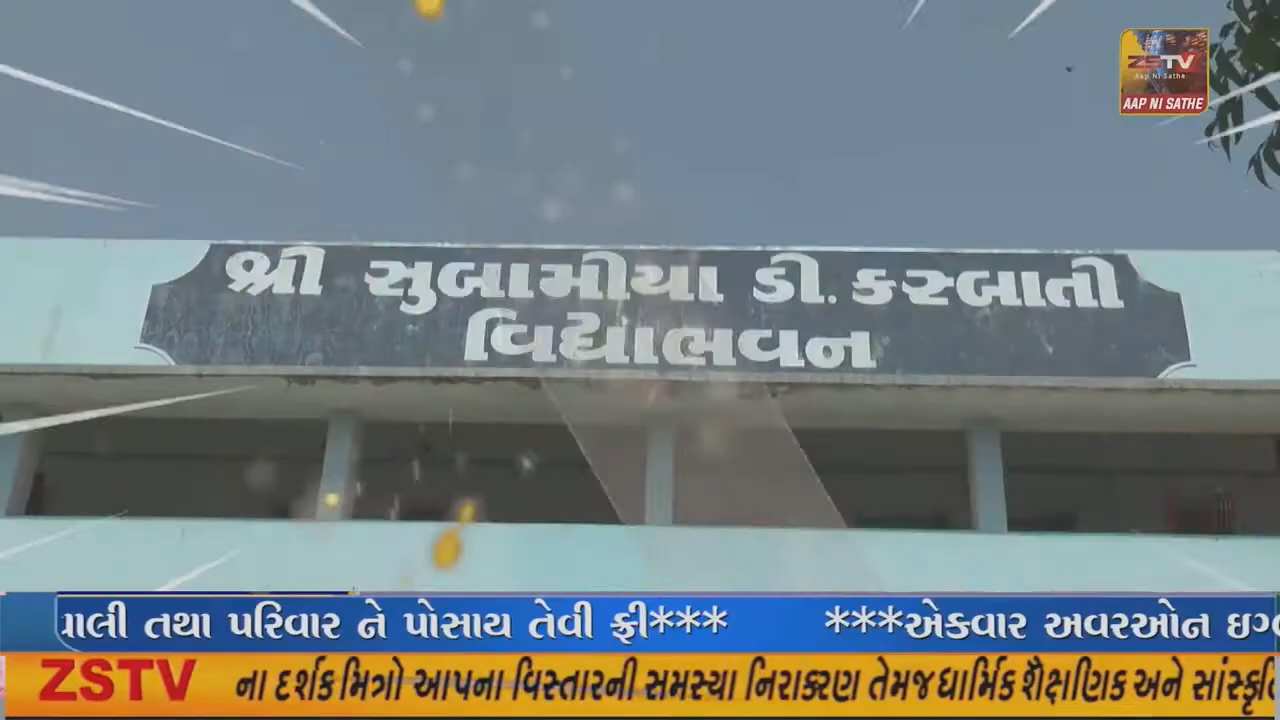 ZSTV
Aap Ni Sathe
AAP NI SATHE
શ્રી સુબામીયા ડી. કરબાતી
વિદ્યાભવન
તથા પરિવાર ને પોસાય તેવી ફ્રી*** ***એકવાર અવરઓન
ZSTV ના દર્શક મિત્રો આપના વિસ્તારની સમસ્યા નિરાકરણ તેમજ ધાર્મિક શૈક્ષણિક અને